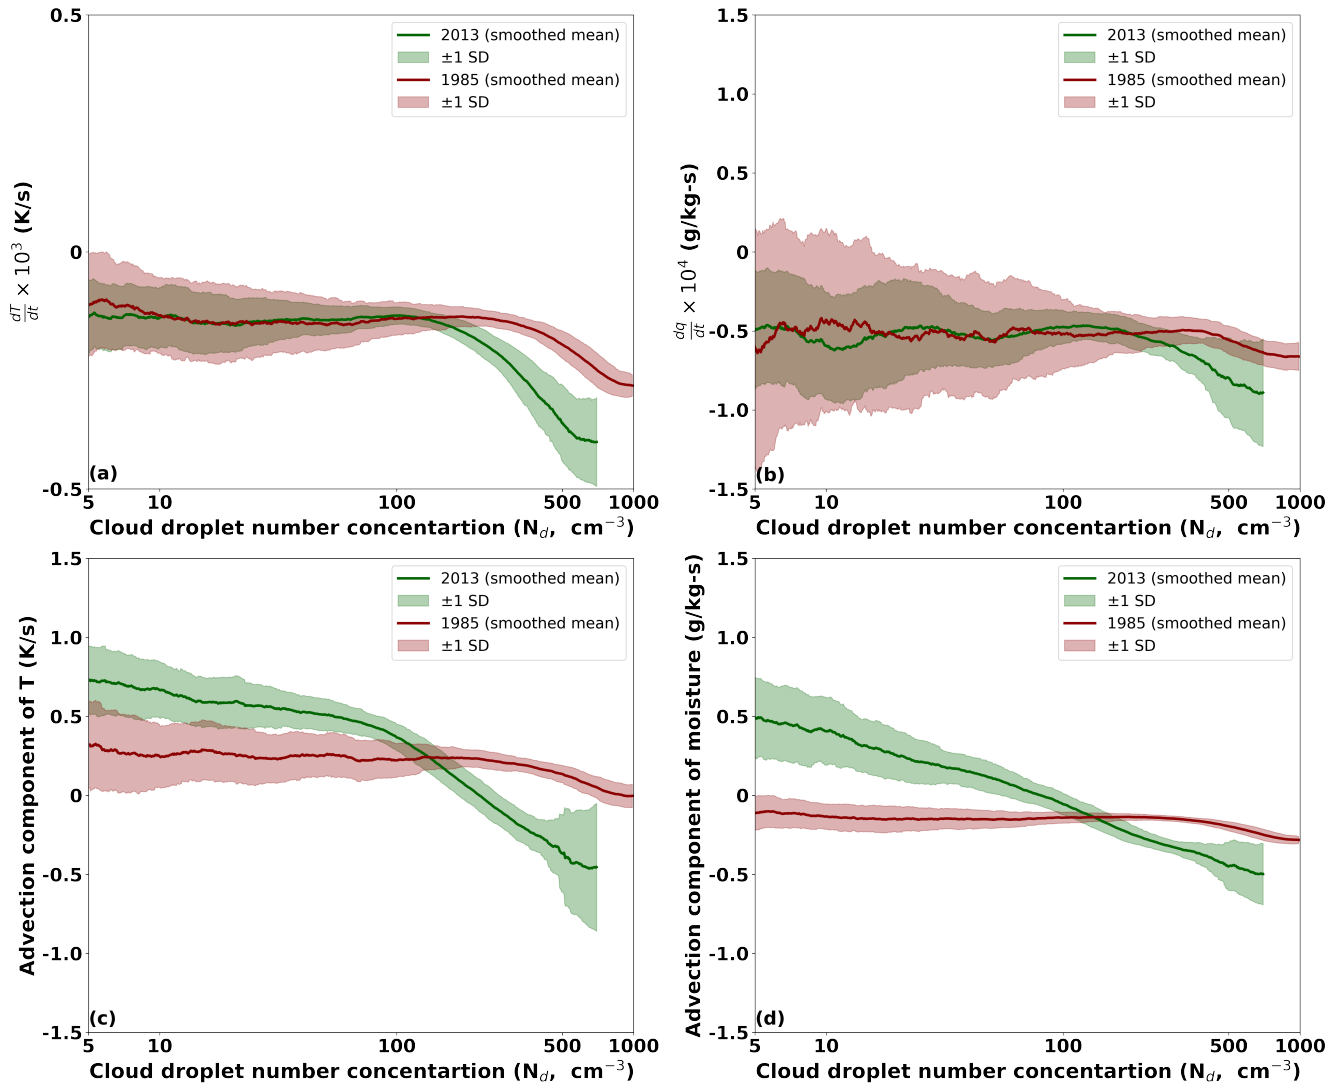 0.5
0
-0.5
5
10
100
500
1000
dT/dt × 10³ (K/s)
Cloud droplet number concentartion (N_d, cm⁻³)
2013 (smoothed mean)
±1 SD
1985 (smoothed mean)
±1 SD
(a)
1.5
1.0
0.5
0
-0.5
-1.0
-1.5
5
10
100
500
1000
dq/dt × 10⁴ (g/kg-s)
Cloud droplet number concentartion (N_d, cm⁻³)
2013 (smoothed mean)
±1 SD
1985 (smoothed mean)
±1 SD
(b)
1.5
1.0
0.5
0
-0.5
-1.0
-1.5
5
10
100
500
1000
Advection component of T (K/s)
Cloud droplet number concentartion (N_d, cm⁻³)
2013 (smoothed mean)
±1 SD
1985 (smoothed mean)
±1 SD
(c)
1.5
1.0
0.5
0
-0.5
-1.0
-1.5
5
10
100
500
1000
Advection component of moisture (g/kg-s)
Cloud droplet number concentartion (N_d, cm⁻³)
2013 (smoothed mean)
±1 SD
1985 (smoothed mean)
±1 SD
(d)